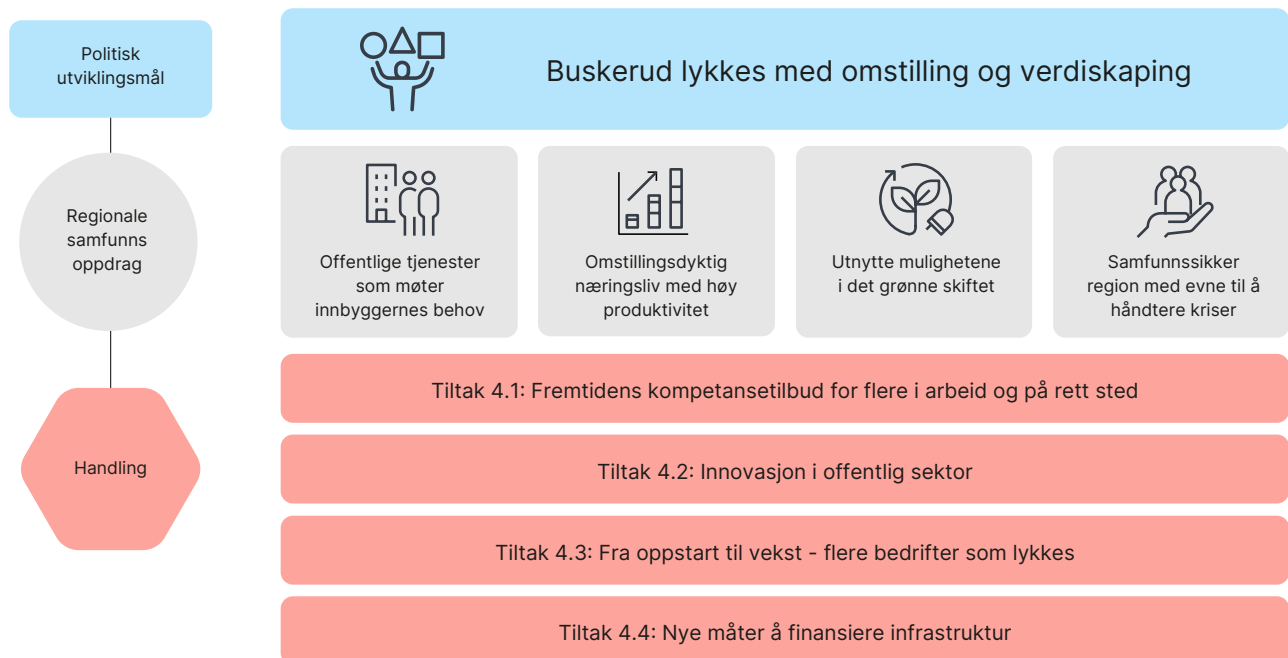 Politisk
utviklingsmål
Buskerud lykkes med omstilling og verdiskaping
Regionale
samfunns
oppdrag
Offentlige tjenester
som møter
innbyggernes behov
Omstillingsdyktig
næringsliv med høy
produktivitet
Utnytte mulighetene
i det grønne skiftet
Samfunnssikker
region med evne til å
håndtere kriser
Handling
Tiltak 4.1: Fremtidens kompetansetilbud for flere i arbeid og på rett sted
Tiltak 4.2: Innovasjon i offentlig sektor
Tiltak 4.3: Fra oppstart til vekst - flere bedrifter som lykkes
Tiltak 4.4: Nye måter å finansiere infrastruktur